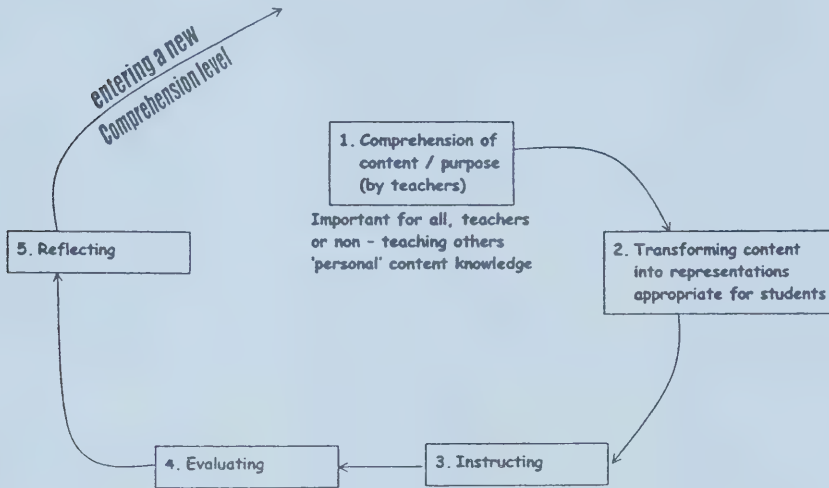 entering a new
Comprehension level
1. Comprehension of
content / purpose
(by teachers)
Important for all, teachers
or non - teaching others
'personal' content knowledge
2. Transforming content
into representations
appropriate for students
3. Instructing
4. Evaluating
5. Reflecting